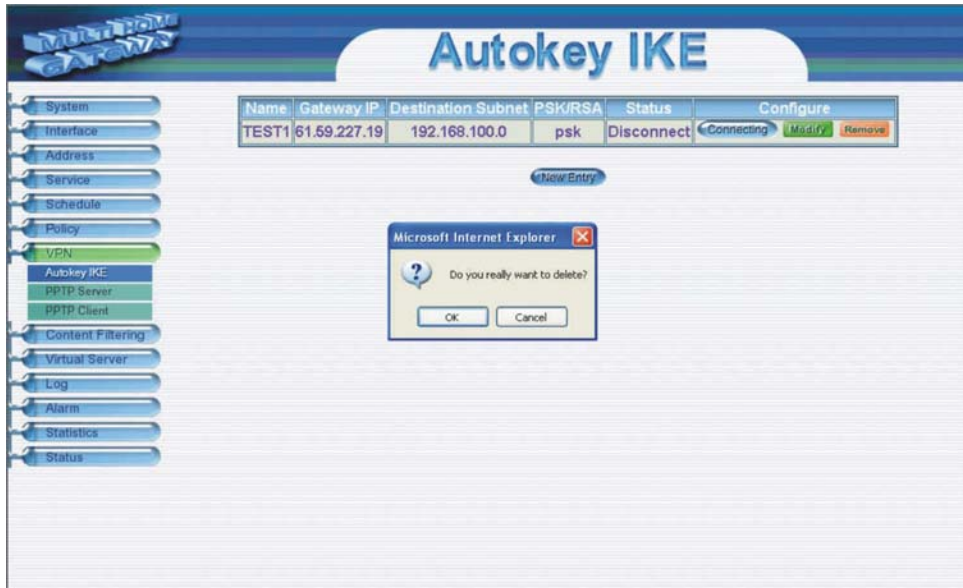 MULTI HOME
GATEWAY
Autokey IKE
System
Interface
Address
Service
Schedule
Policy
VPN
Autokey IKE
PPTP Server
PPTP Client
Content Filtering
Virtual Server
Log
Alarm
Statistics
Status
Name Gateway IP Destination Subnet PSK/RSA Status Configure
TEST1 61.59.227.19 192.168.100.0 psk Disconnect Connecting Modify Remove
New Entry
Microsoft Internet Explorer
Do you really want to delete?
OK Cancel